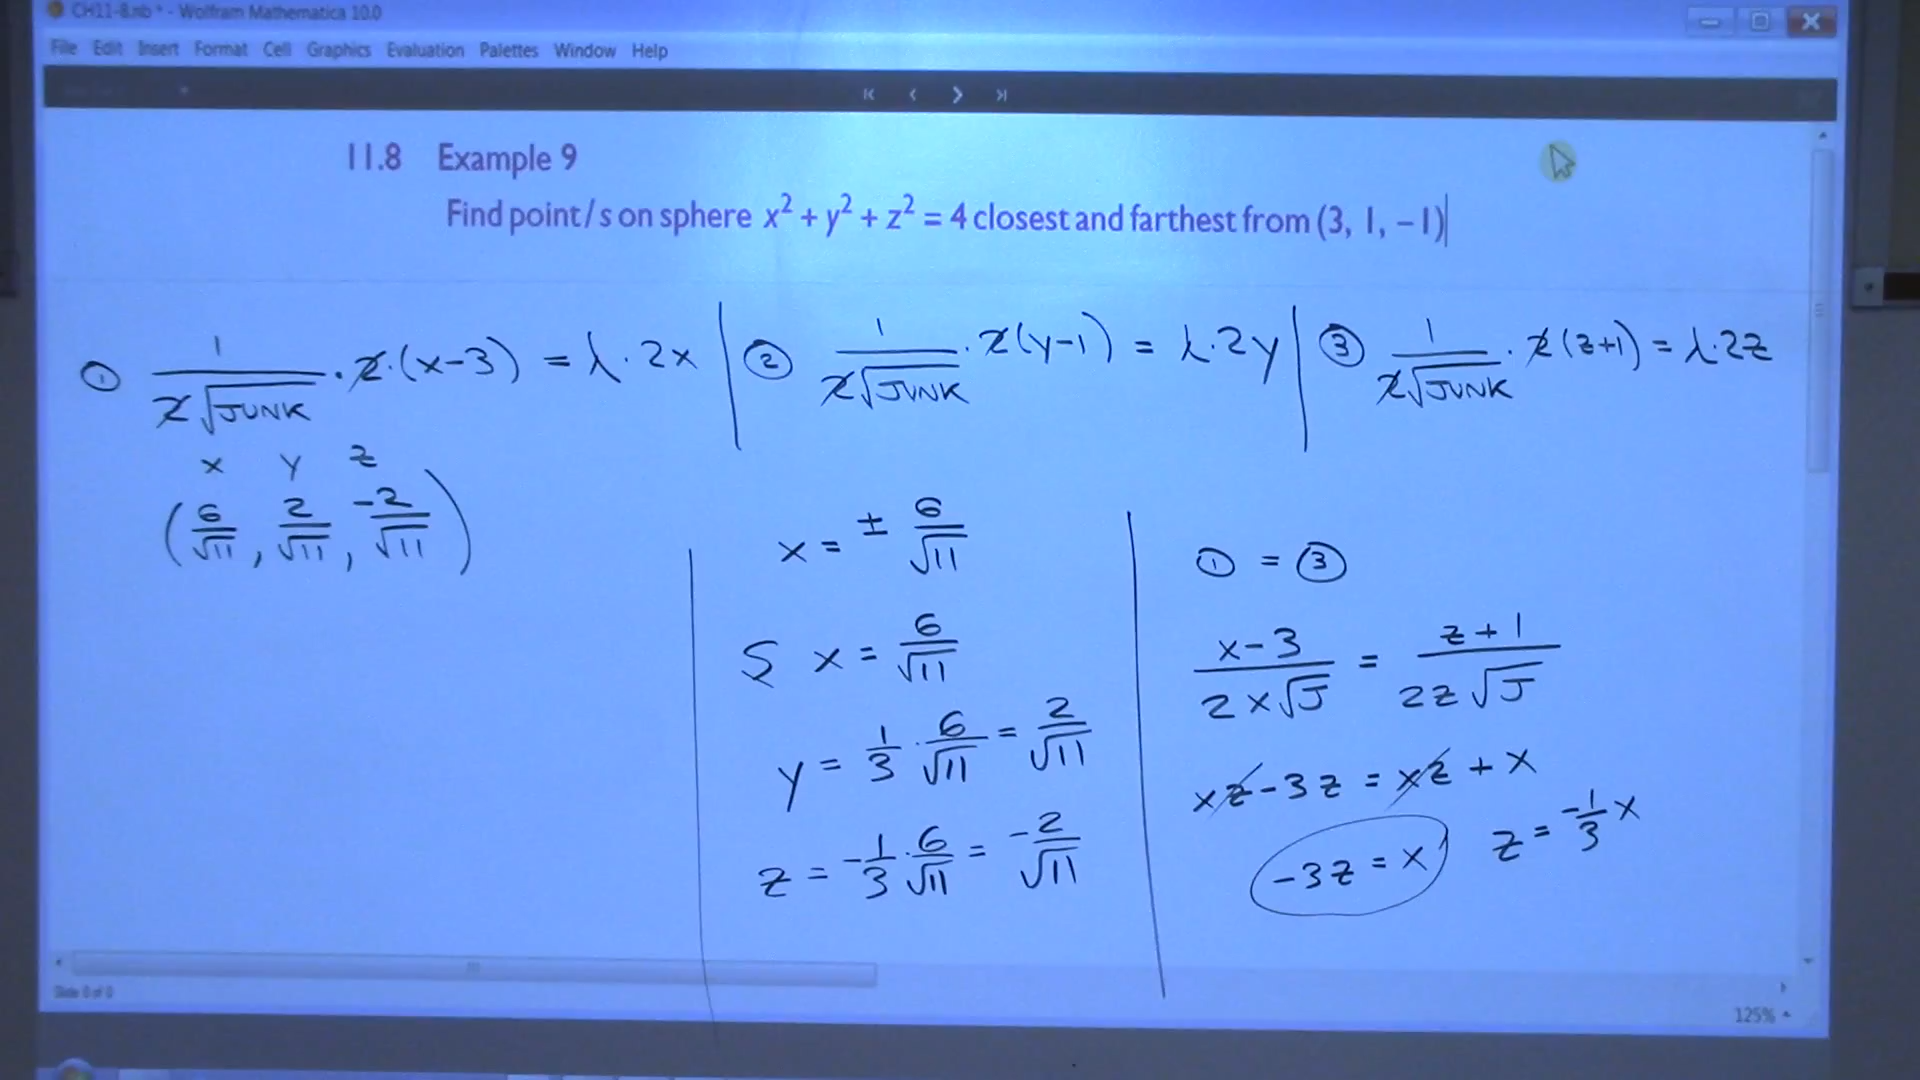 CH11-8.nb * - Wolfram Mathematica 10.0
File Edit Insert Format Cell Graphics Evaluation Palettes Window Help
11.8 Example 9
Find point/s on sphere x² + y² + z² = 4 closest and farthest from (3, 1, −1)
① 1/(2√JUNK) · 2·(x−3) = λ·2x
② 1/(2√JUNK) · 2(y−1) = λ·2y
③ 1/(2√JUNK) · 2(z+1) = λ·2z
x y z
(6/√11, 2/√11, −2/√11)
x = ± 6/√11
x = 6/√11
y = 1/3 · 6/√11 = 2/√11
z = −1/3 · 6/√11 = −2/√11
① = ③
x−3/2x√J = z+1/2z√J
xz − 3z = xz + x
−3z = x
z = −1/3 x
Slide 0 of 0
125%